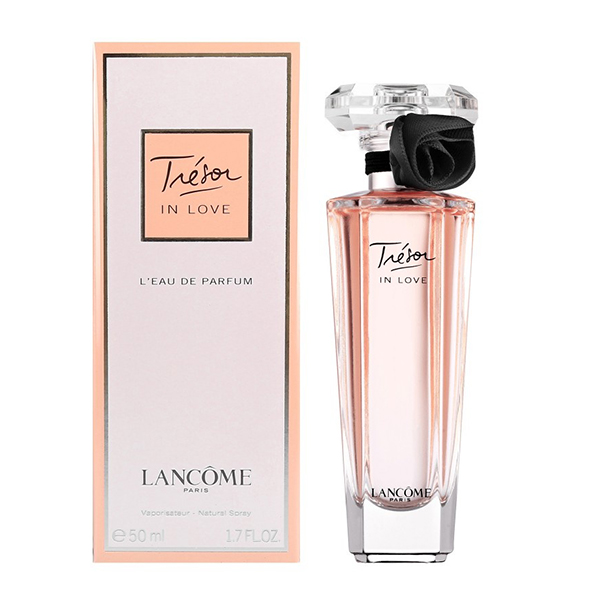 Trésor
IN LOVE
L'EAU DE PARFUM
LANCÔME
PARIS
Vaporisateur - Natural Spray
℮50 ml 1.7 FL.OZ.
Trésor
IN LOVE
LANCÔME
PARIS